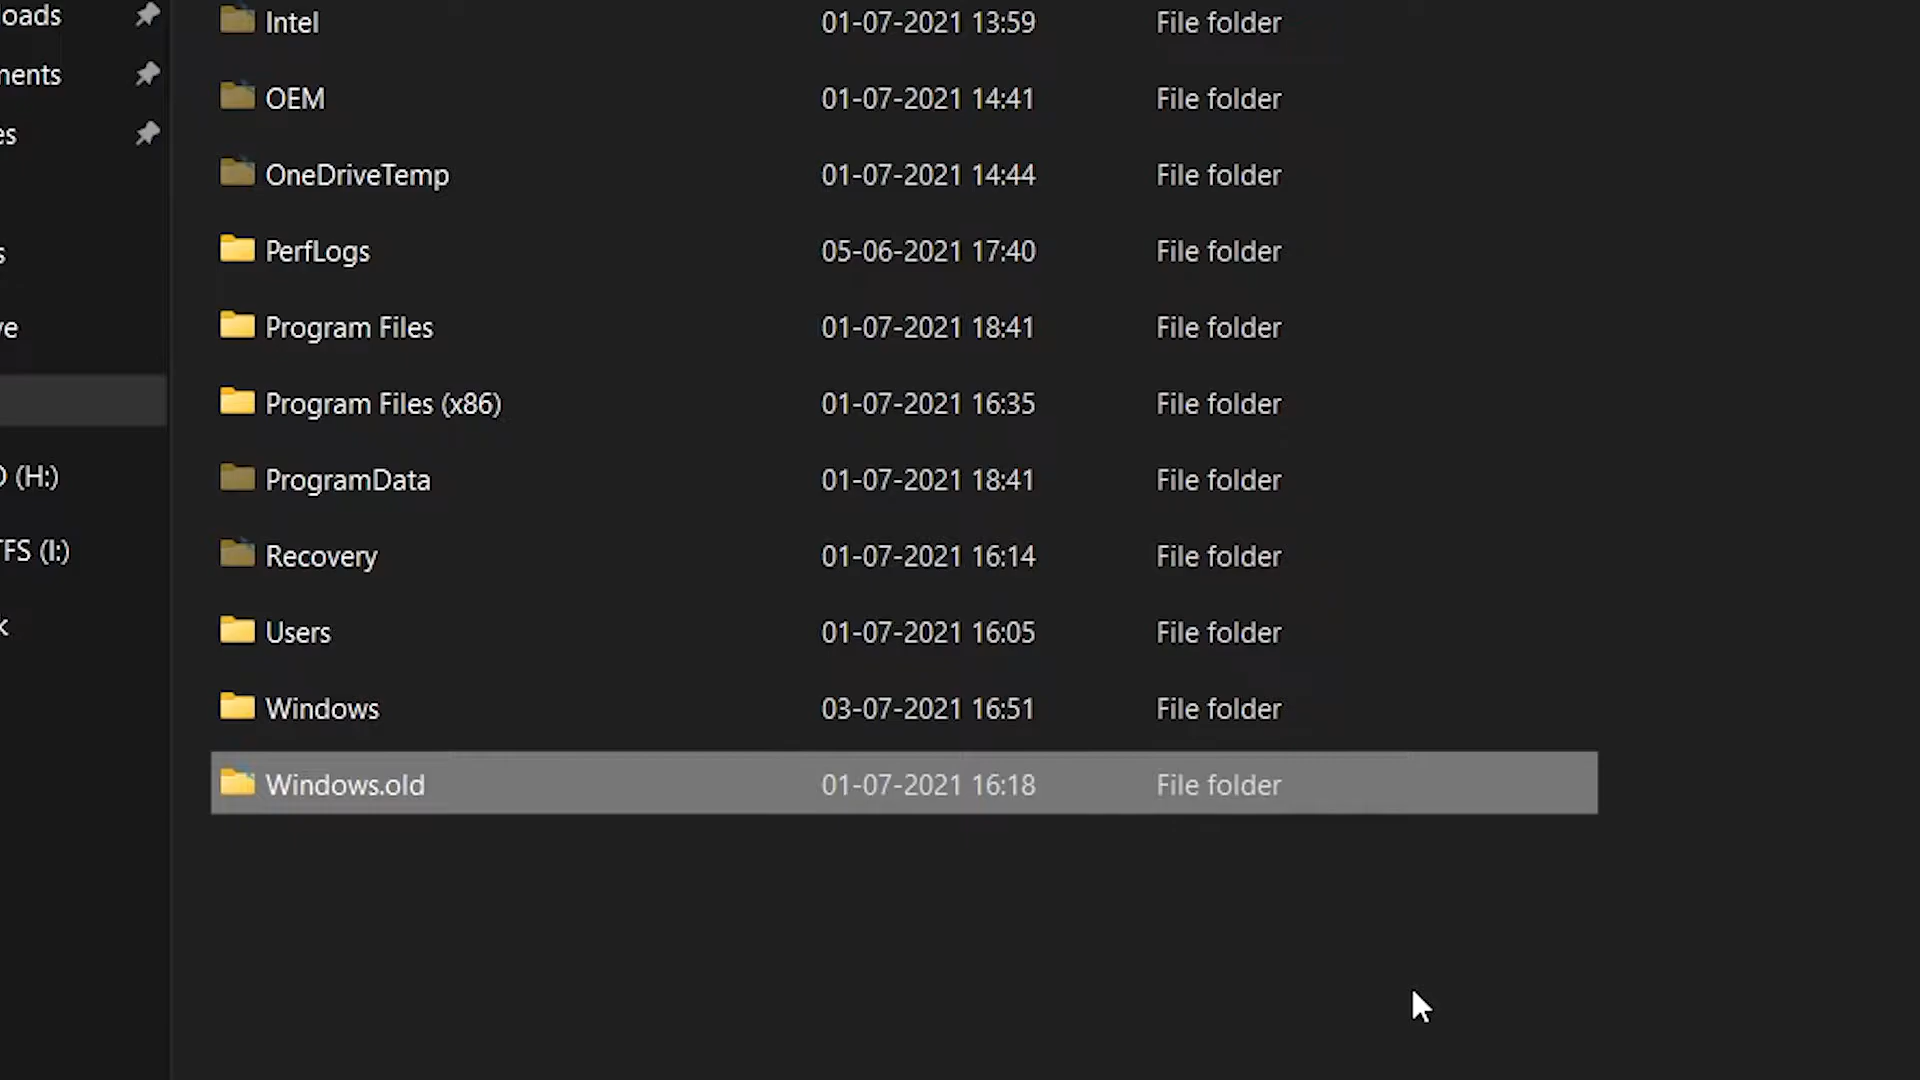 oads
Intel 01-07-2021 13:59 File folder
ments
OEM 01-07-2021 14:41 File folder
es
OneDriveTemp 01-07-2021 14:44 File folder
s
PerfLogs 05-06-2021 17:40 File folder
ve
Program Files 01-07-2021 18:41 File folder
Program Files (x86) 01-07-2021 16:35 File folder
(H:)
ProgramData 01-07-2021 18:41 File folder
TFS (I:)
Recovery 01-07-2021 16:14 File folder
k
Users 01-07-2021 16:05 File folder
Windows 03-07-2021 16:51 File folder
Windows.old 01-07-2021 16:18 File folder